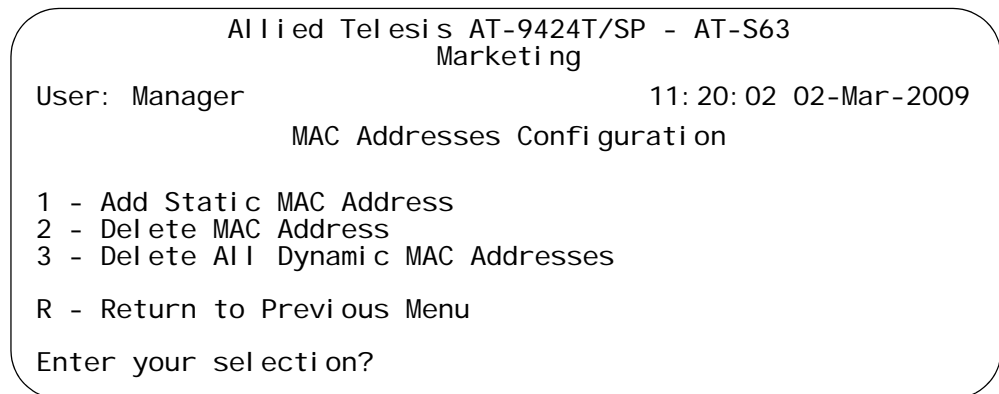 Allied Telesis AT-9424T/SP - AT-S63
Marketing
User: Manager 11:20:02 02-Mar-2009
MAC Addresses Configuration
1 - Add Static MAC Address
2 - Delete MAC Address
3 - Delete All Dynamic MAC Addresses
R - Return to Previous Menu
Enter your selection?